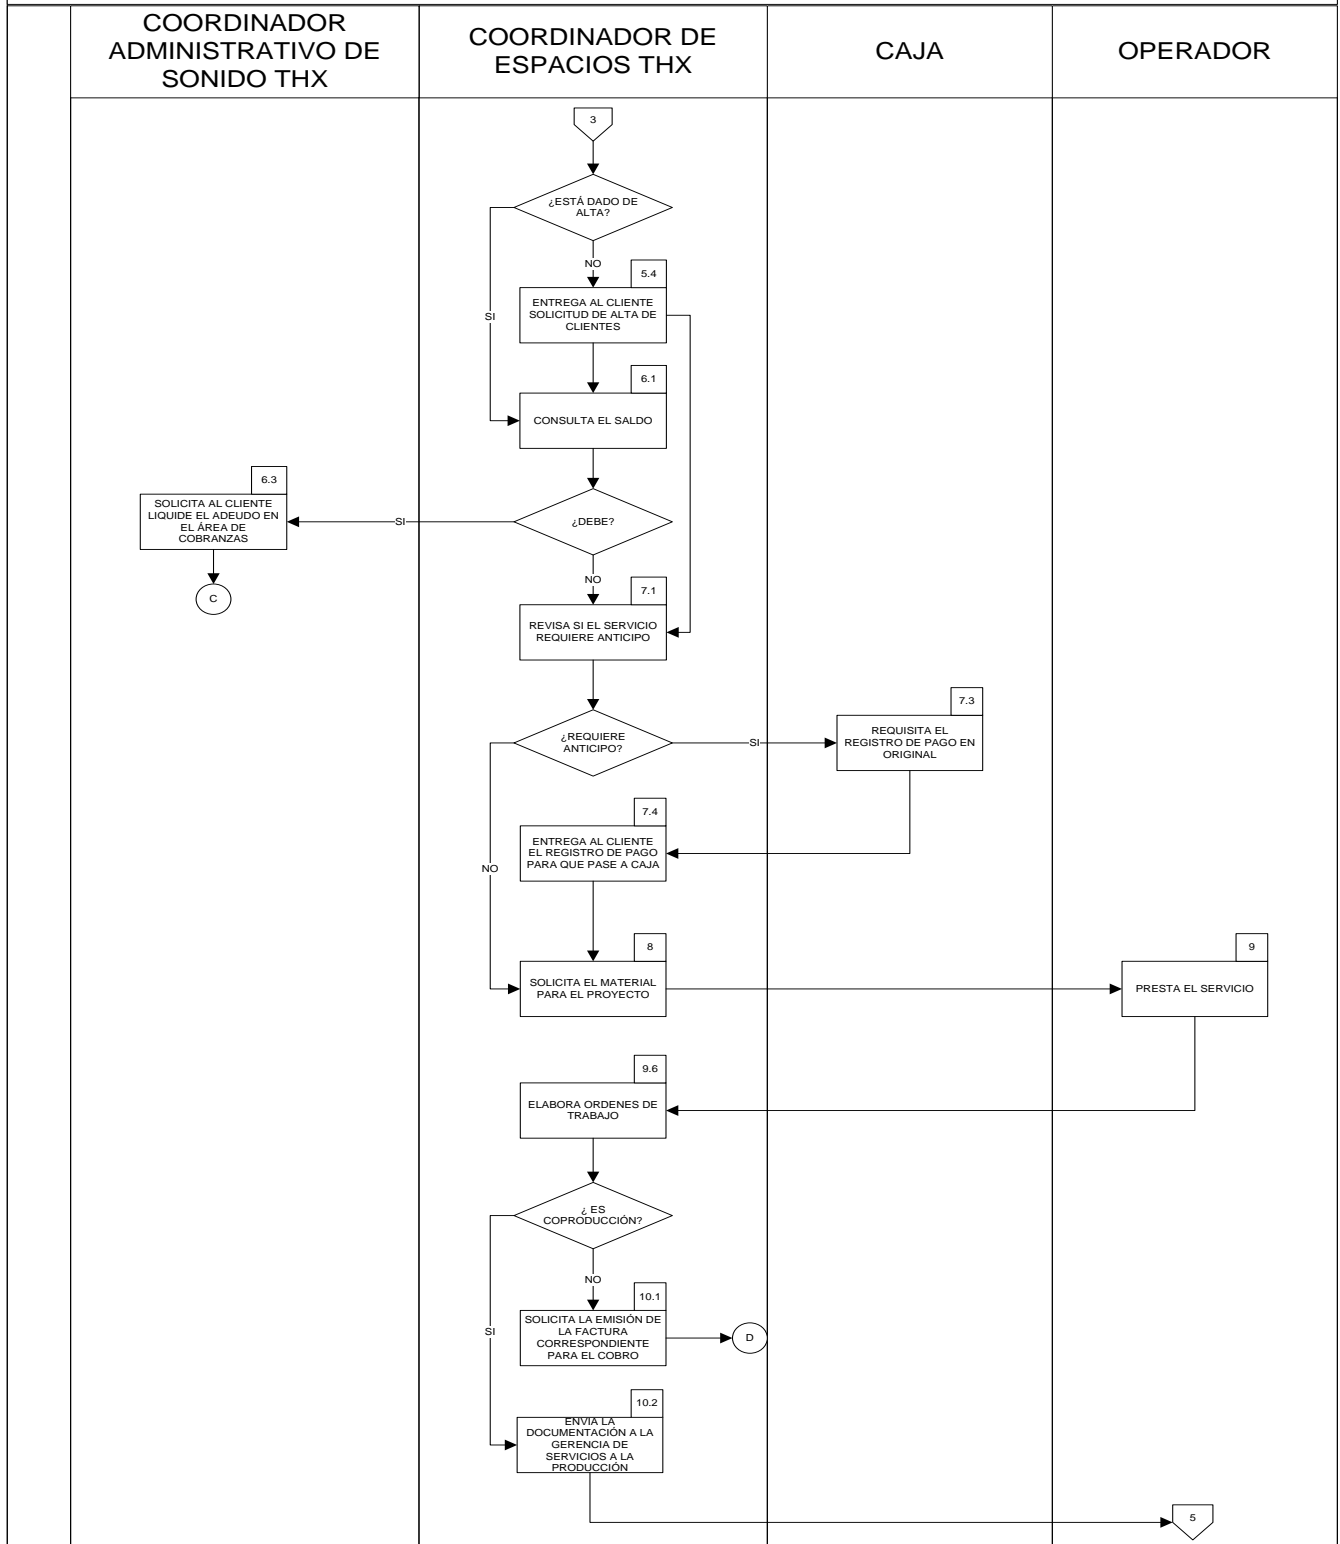 COORDINADOR
ADMINISTRATIVO DE
SONIDO THX
COORDINADOR DE
ESPACIOS THX
CAJA
OPERADOR
3
¿ESTÁ DADO DE
ALTA?
NO
SI
5.4
ENTREGA AL CLIENTE
SOLICITUD DE ALTA DE
CLIENTES
6.1
CONSULTA EL SALDO
6.3
SOLICITA AL CLIENTE
LIQUIDE EL ADEUDO EN
EL ÁREA DE
COBRANZAS
SI
¿DEBE?
C
NO
7.1
REVISA SI EL SERVICIO
REQUIERE ANTICIPO
¿REQUIERE
ANTICIPO?
SI
7.3
REQUISITA EL
REGISTRO DE PAGO EN
ORIGINAL
NO
7.4
ENTREGA AL CLIENTE
EL REGISTRO DE PAGO
PARA QUE PASE A CAJA
8
SOLICITA EL MATERIAL
PARA EL PROYECTO
9
PRESTA EL SERVICIO
9.6
ELABORA ORDENES DE
TRABAJO
¿ ES
COPRODUCCIÓN?
NO
SI
10.1
SOLICITA LA EMISIÓN DE
LA FACTURA
CORRESPONDIENTE
PARA EL COBRO
D
10.2
ENVIA LA
DOCUMENTACIÓN A LA
GERENCIA DE
SERVICIOS A LA
PRODUCCIÓN
5